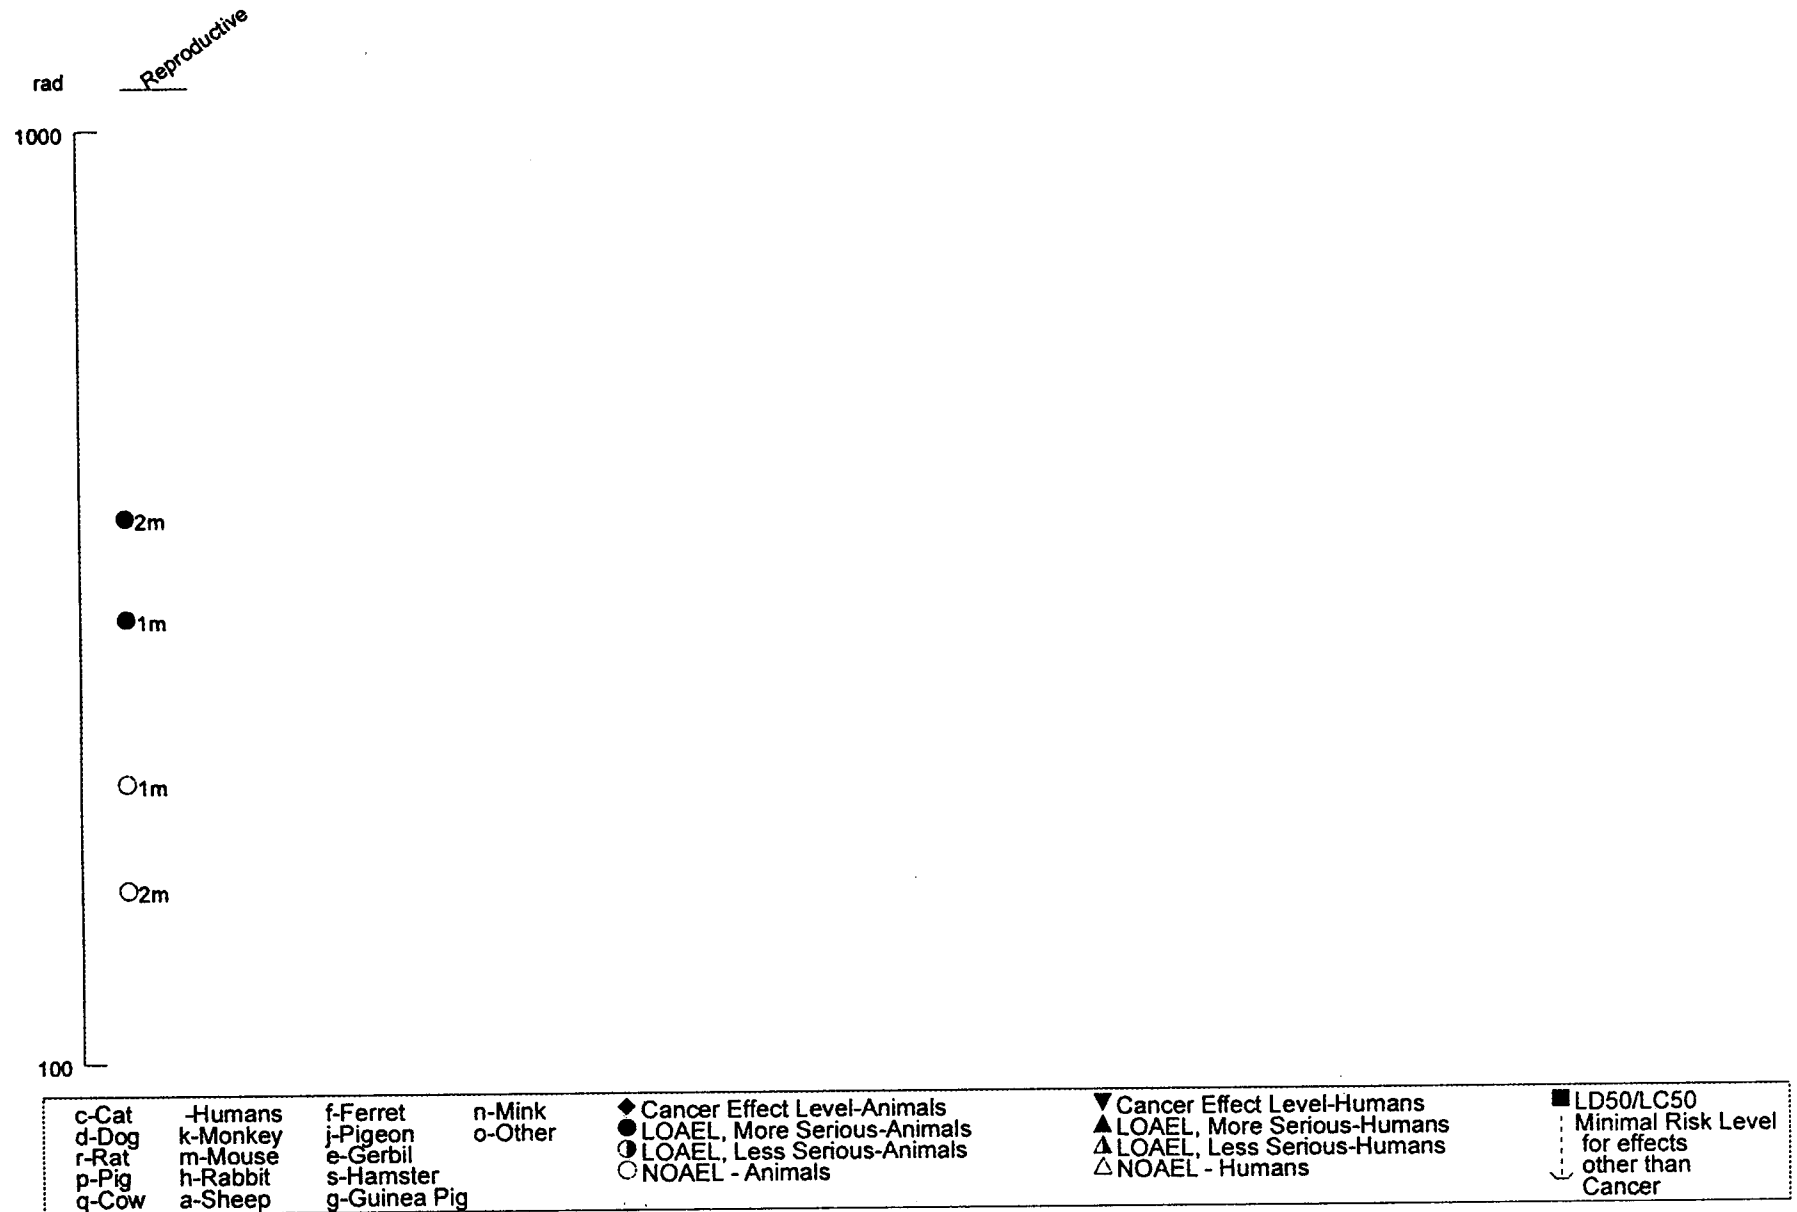 Reproductive
rad
1000
2m
1m
1m
2m
100
c-Cat -Humans f-Ferret n-Mink
d-Dog k-Monkey j-Pigeon o-Other
r-Rat m-Mouse e-Gerbil
p-Pig h-Rabbit s-Hamster
q-Cow a-Sheep g-Guinea Pig
Cancer Effect Level-Animals
LOAEL, More Serious-Animals
LOAEL, Less Serious-Animals
NOAEL - Animals
Cancer Effect Level-Humans
LOAEL, More Serious-Humans
LOAEL, Less Serious-Humans
NOAEL - Humans
LD50/LC50
Minimal Risk Level
for effects
other than
Cancer